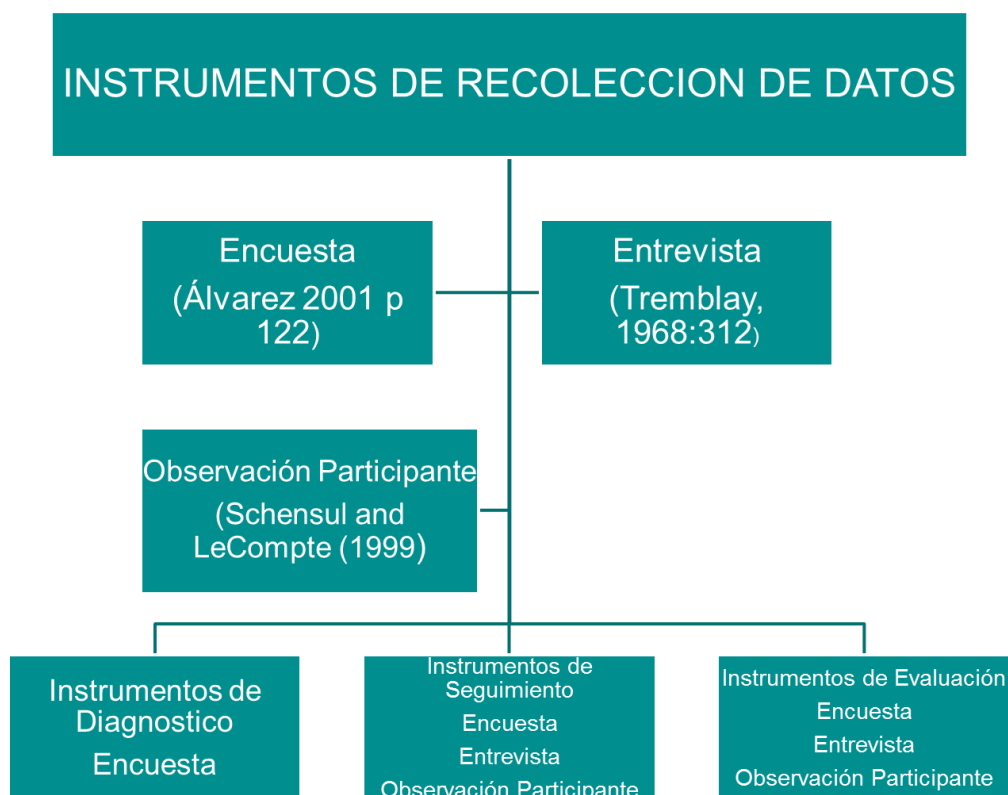 INSTRUMENTOS DE RECOLECCION DE DATOS
Encuesta
(Álvarez 2001 p
122)
Entrevista
(Tremblay,
1968:312)
Observación Participante
(Schensul and
LeCompte (1999)
Instrumentos de
Diagnostico
Encuesta
Instrumentos de
Seguimiento
Encuesta
Entrevista
Observación Participante
Instrumentos de Evaluación
Encuesta
Entrevista
Observación Participante